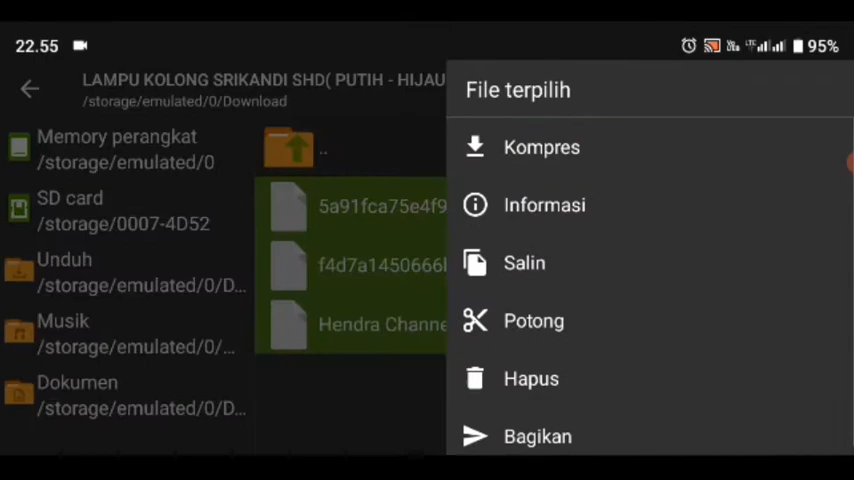 22.55
95%
LAMPU KOLONG SRIKANDI SHD( PUTIH - HIJAU
/storage/emulated/0/Download
File terpilih
Memory perangkat
/storage/emulated/0
SD card
/storage/0007-4D52
Unduh
/storage/emulated/0/D...
Musik
/storage/emulated/0/...
Dokumen
/storage/emulated/0/D...
..
5a91fca75e4f9
f4d7a1450666
Hendra Channe
Kompres
Informasi
Salin
Potong
Hapus
Bagikan